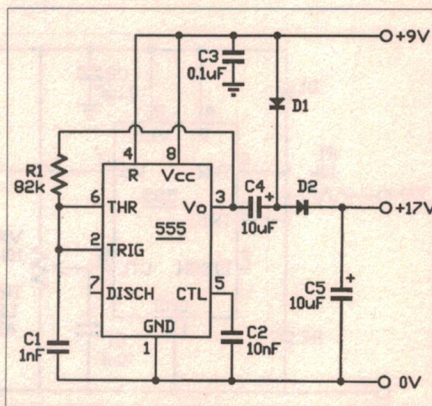 +9V
C3
0.1uF
D1
R1
82k
4
8
R
Vcc
6
THR
Vo
3
C4
+
10uF
D2
+17V
555
2
TRIG
7
DISCH
CTL
5
C5
+
10uF
GND
1
C1
1nF
C2
10nF
0V